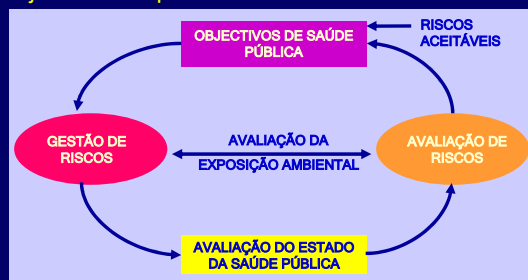 OBJECTIVOS DE SAÚDE
PÚBLICA
RISCOS
ACEITÁVEIS
GESTÃO DE
RISCOS
AVALIAÇÃO DA
EXPOSIÇÃO AMBIENTAL
AVALIAÇÃO DE
RISCOS
AVALIAÇÃO DO ESTADO
DA SAÚDE PÚBLICA